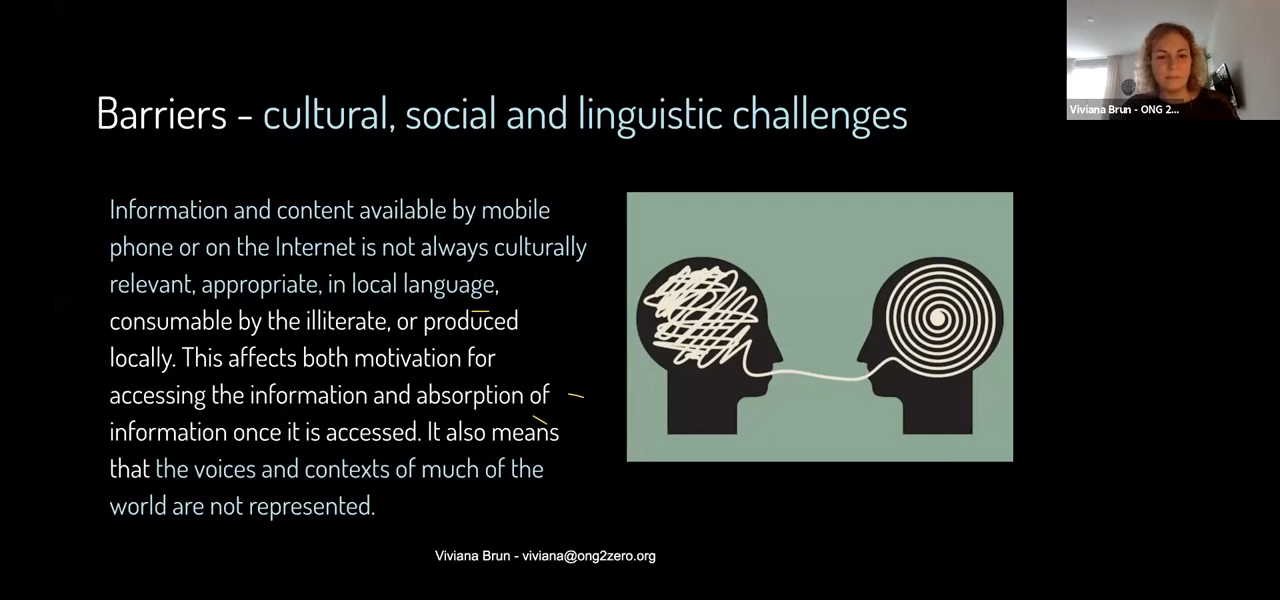 Barriers - cultural, social and linguistic challenges
Viviana Brun - ONG 2...
Information and content available by mobile
phone or on the Internet is not always culturally
relevant, appropriate, in local language,
consumable by the illiterate, or produced
locally. This affects both motivation for
accessing the information and absorption of
information once it is accessed. It also means
that the voices and contexts of much of the
world are not represented.
Viviana Brun - viviana@ong2zero.org